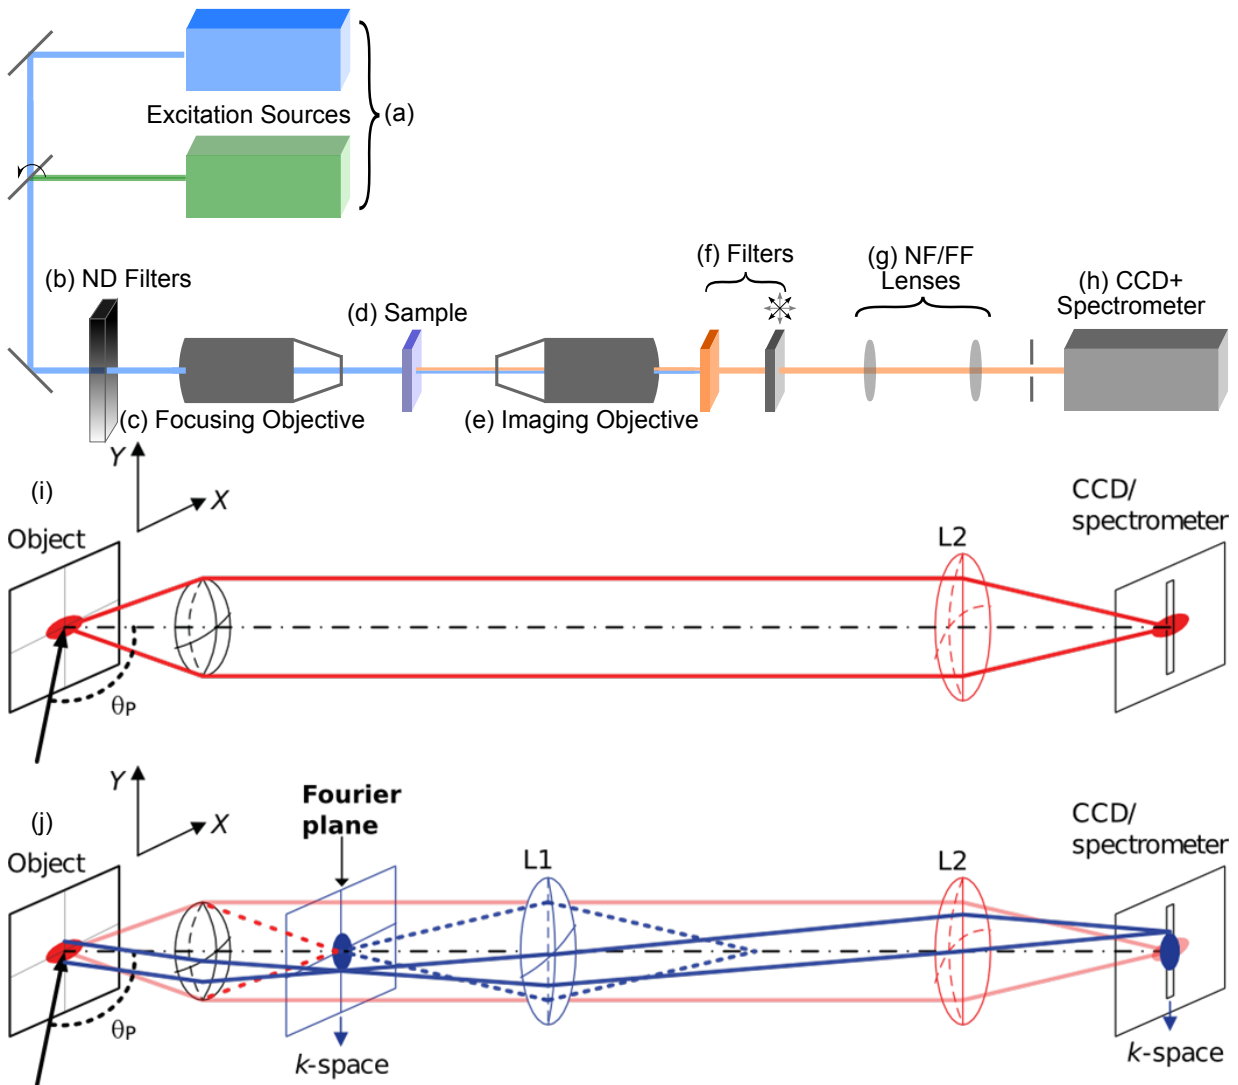 Excitation Sources
(a)
(b) ND Filters
(c) Focusing Objective
(d) Sample
(e) Imaging Objective
(f) Filters
(g) NF/FF
Lenses
(h) CCD+
Spectrometer
(i)
Y
X
Object
θP
L2
CCD/
spectrometer
(j)
Y
X
Object
θP
Fourier
plane
k-space
L1
L2
CCD/
spectrometer
k-space